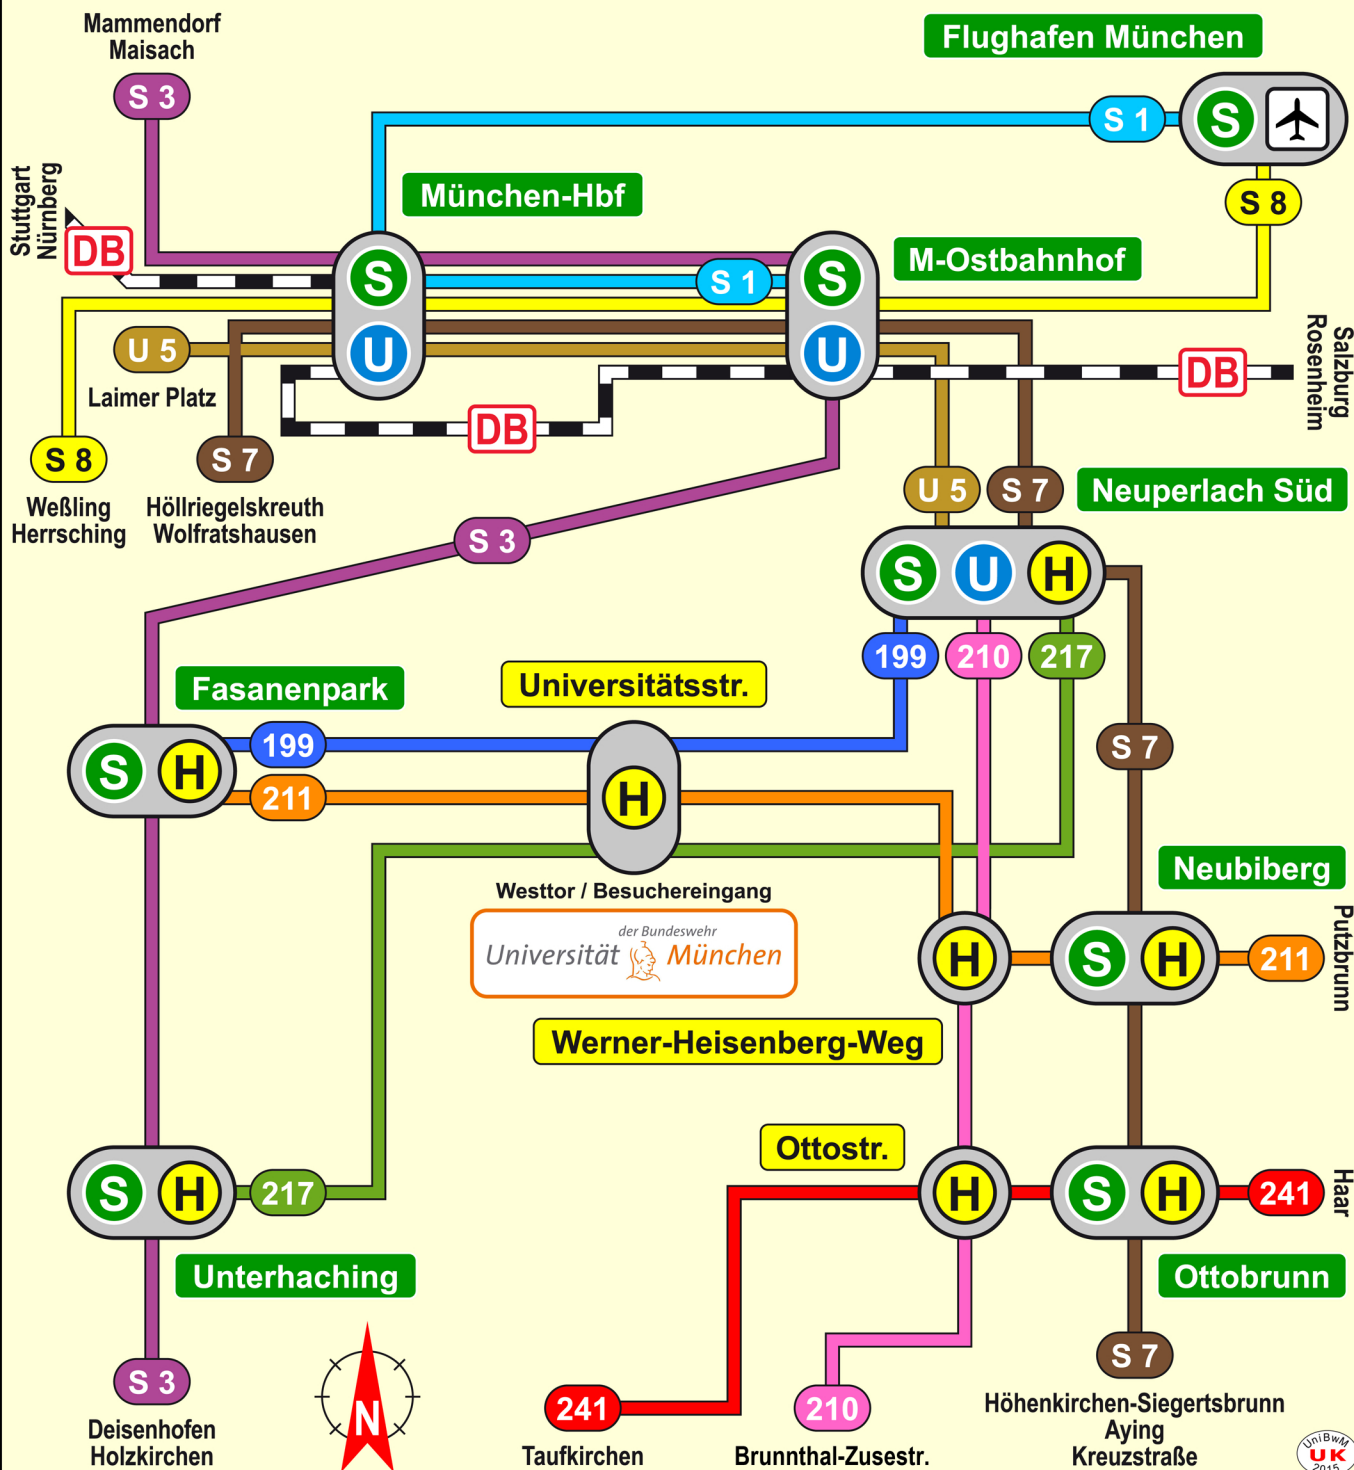 Mammendorf
Maisach
S 3
Flughafen München
S 1
S
S 8
Stuttgart
Nürnberg
DB
München-Hbf
S
U
S 1
M-Ostbahnhof
S
U
U 5
Laimer Platz
DB
DB
Salzburg
Rosenheim
S 8
Weßling
Herrsching
S 7
Höllriegelskreuth
Wolfratshausen
S 3
U 5
S 7
Neuperlach Süd
S U H
199
210
217
Fasanenpark
S H
199
211
Universitätsstr.
H
Westtor / Besuchereingang
der Bundeswehr
Universität München
S 7
Neubiberg
H
S H
211
Putzbrunn
Werner-Heisenberg-Weg
Ottostr.
S H
217
Unterhaching
H
S H
241
Haar
Ottobrunn
S 3
Deisenhofen
Holzkirchen
N
241
Taufkirchen
210
Brunnthal-Zusestr.
S 7
Höhenkirchen-Siegertsbrunn
Aying
Kreuzstraße
UniBwM
UK
2015